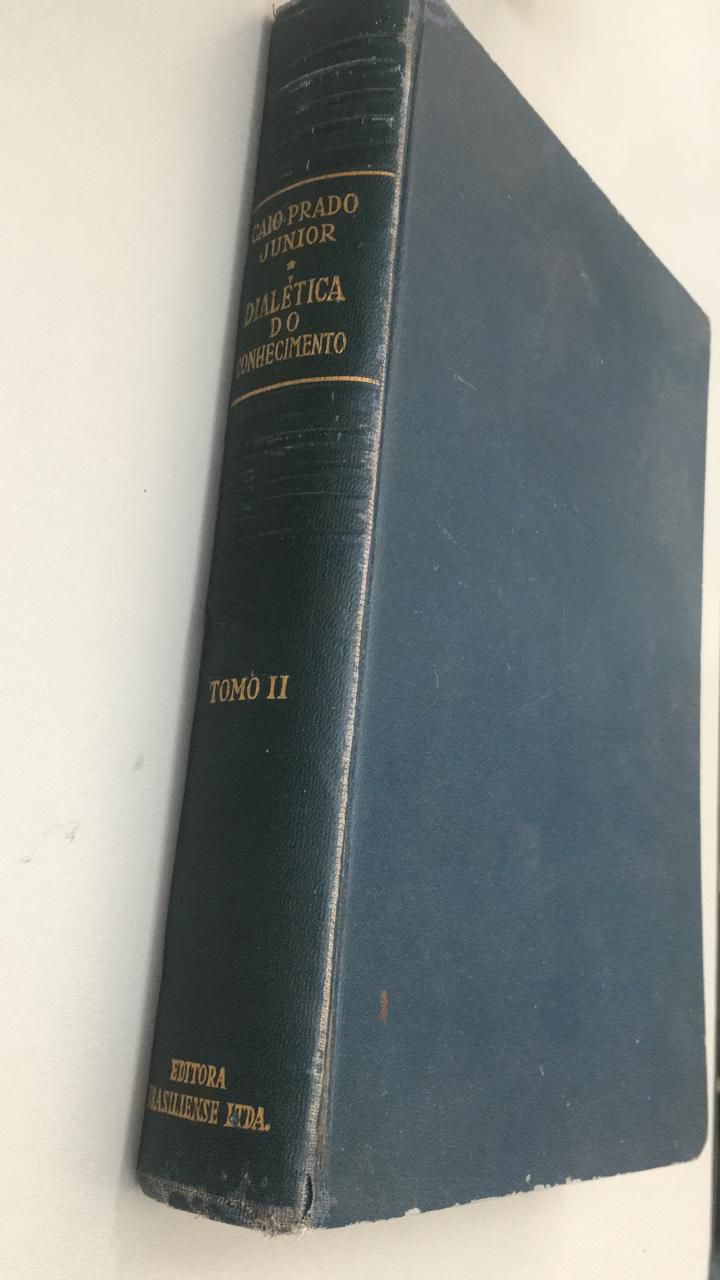 CAIO PRADO
JUNIOR
*
DIALÉTICA
DO
CONHECIMENTO
TOMO II
EDITORA
BRASILIENSE LTDA.